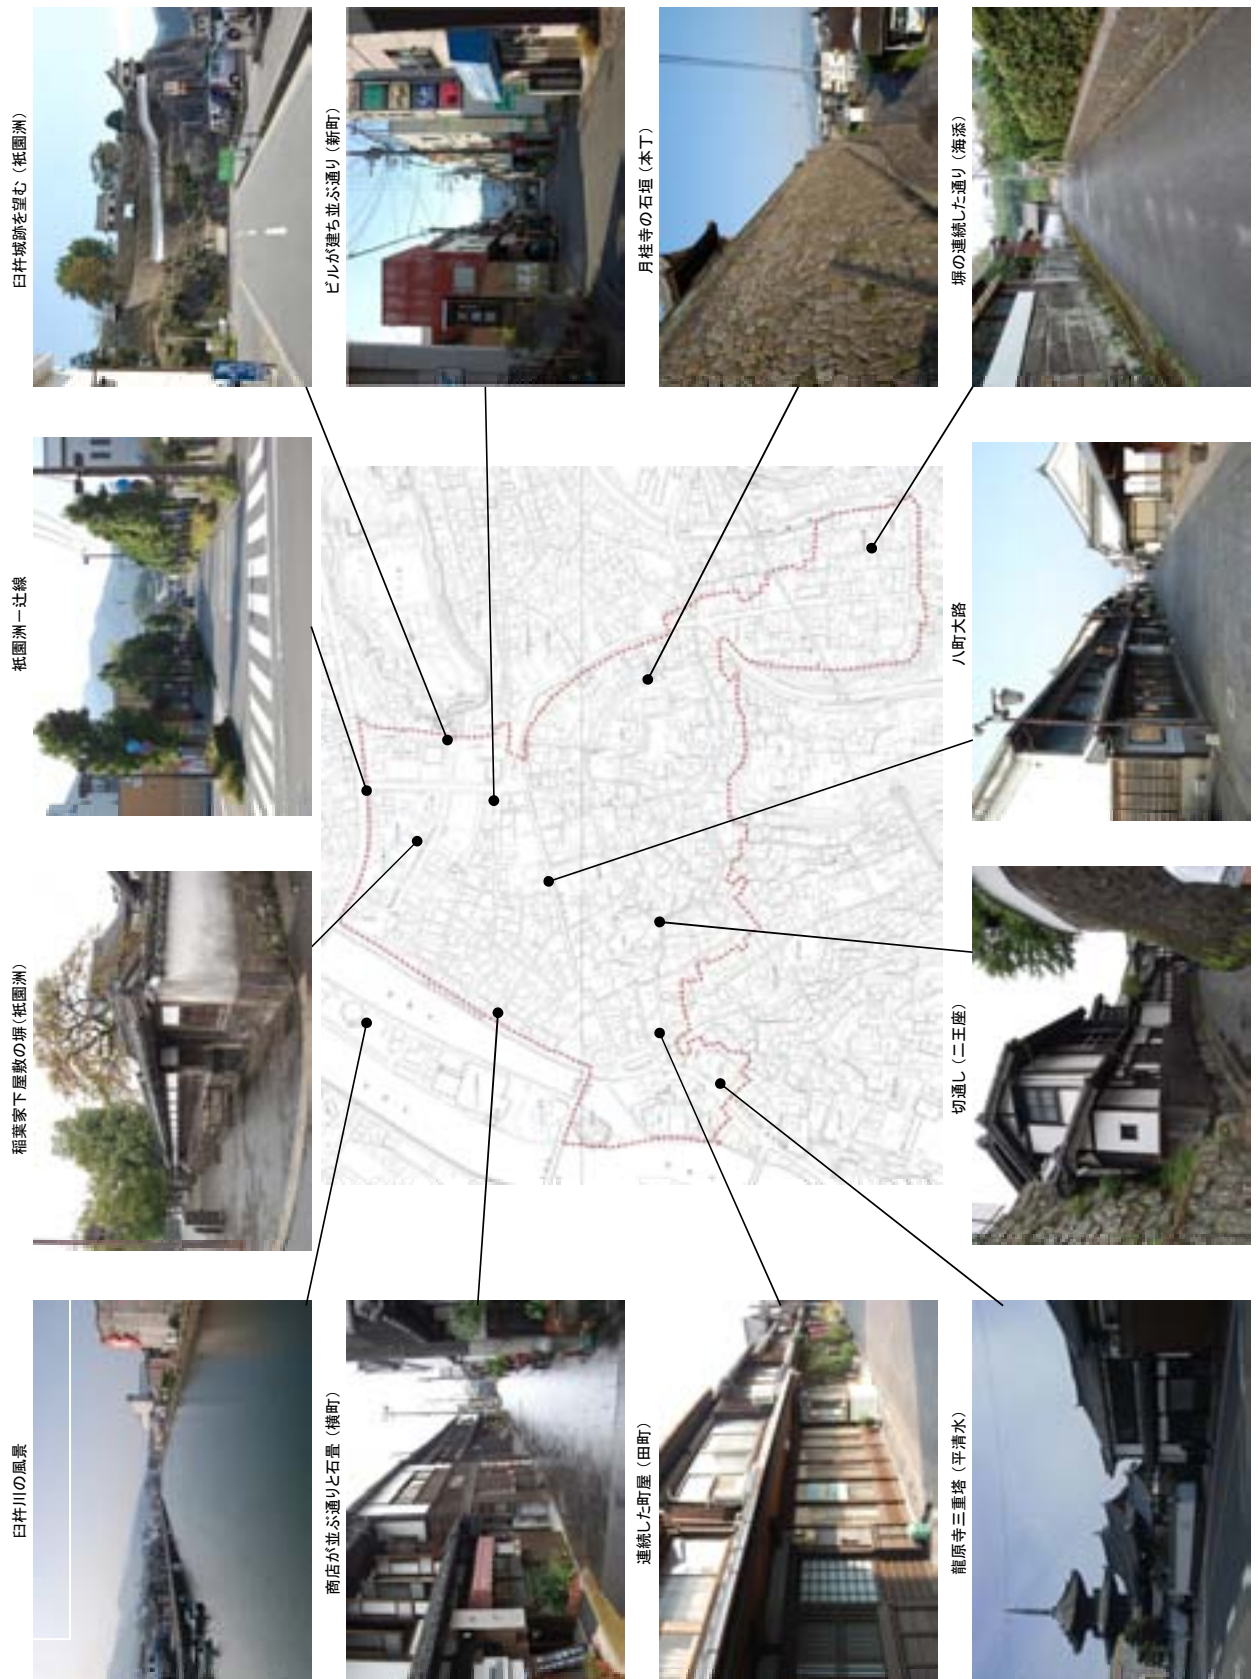 臼杵城跡を望む（祇園洲）
ビルが建ち並ぶ通り（新町）
月桂寺の石垣（本丁）
塀の連続した通り（海添）
祇園洲ー辻線
八町大路
稲葉家下屋敷の塀（祇園洲）
切通し（二王座）
臼杵川の風景
商店が並ぶ通りと石畳（横町）
連続した町屋（田町）
龍原寺三重塔（平清水）